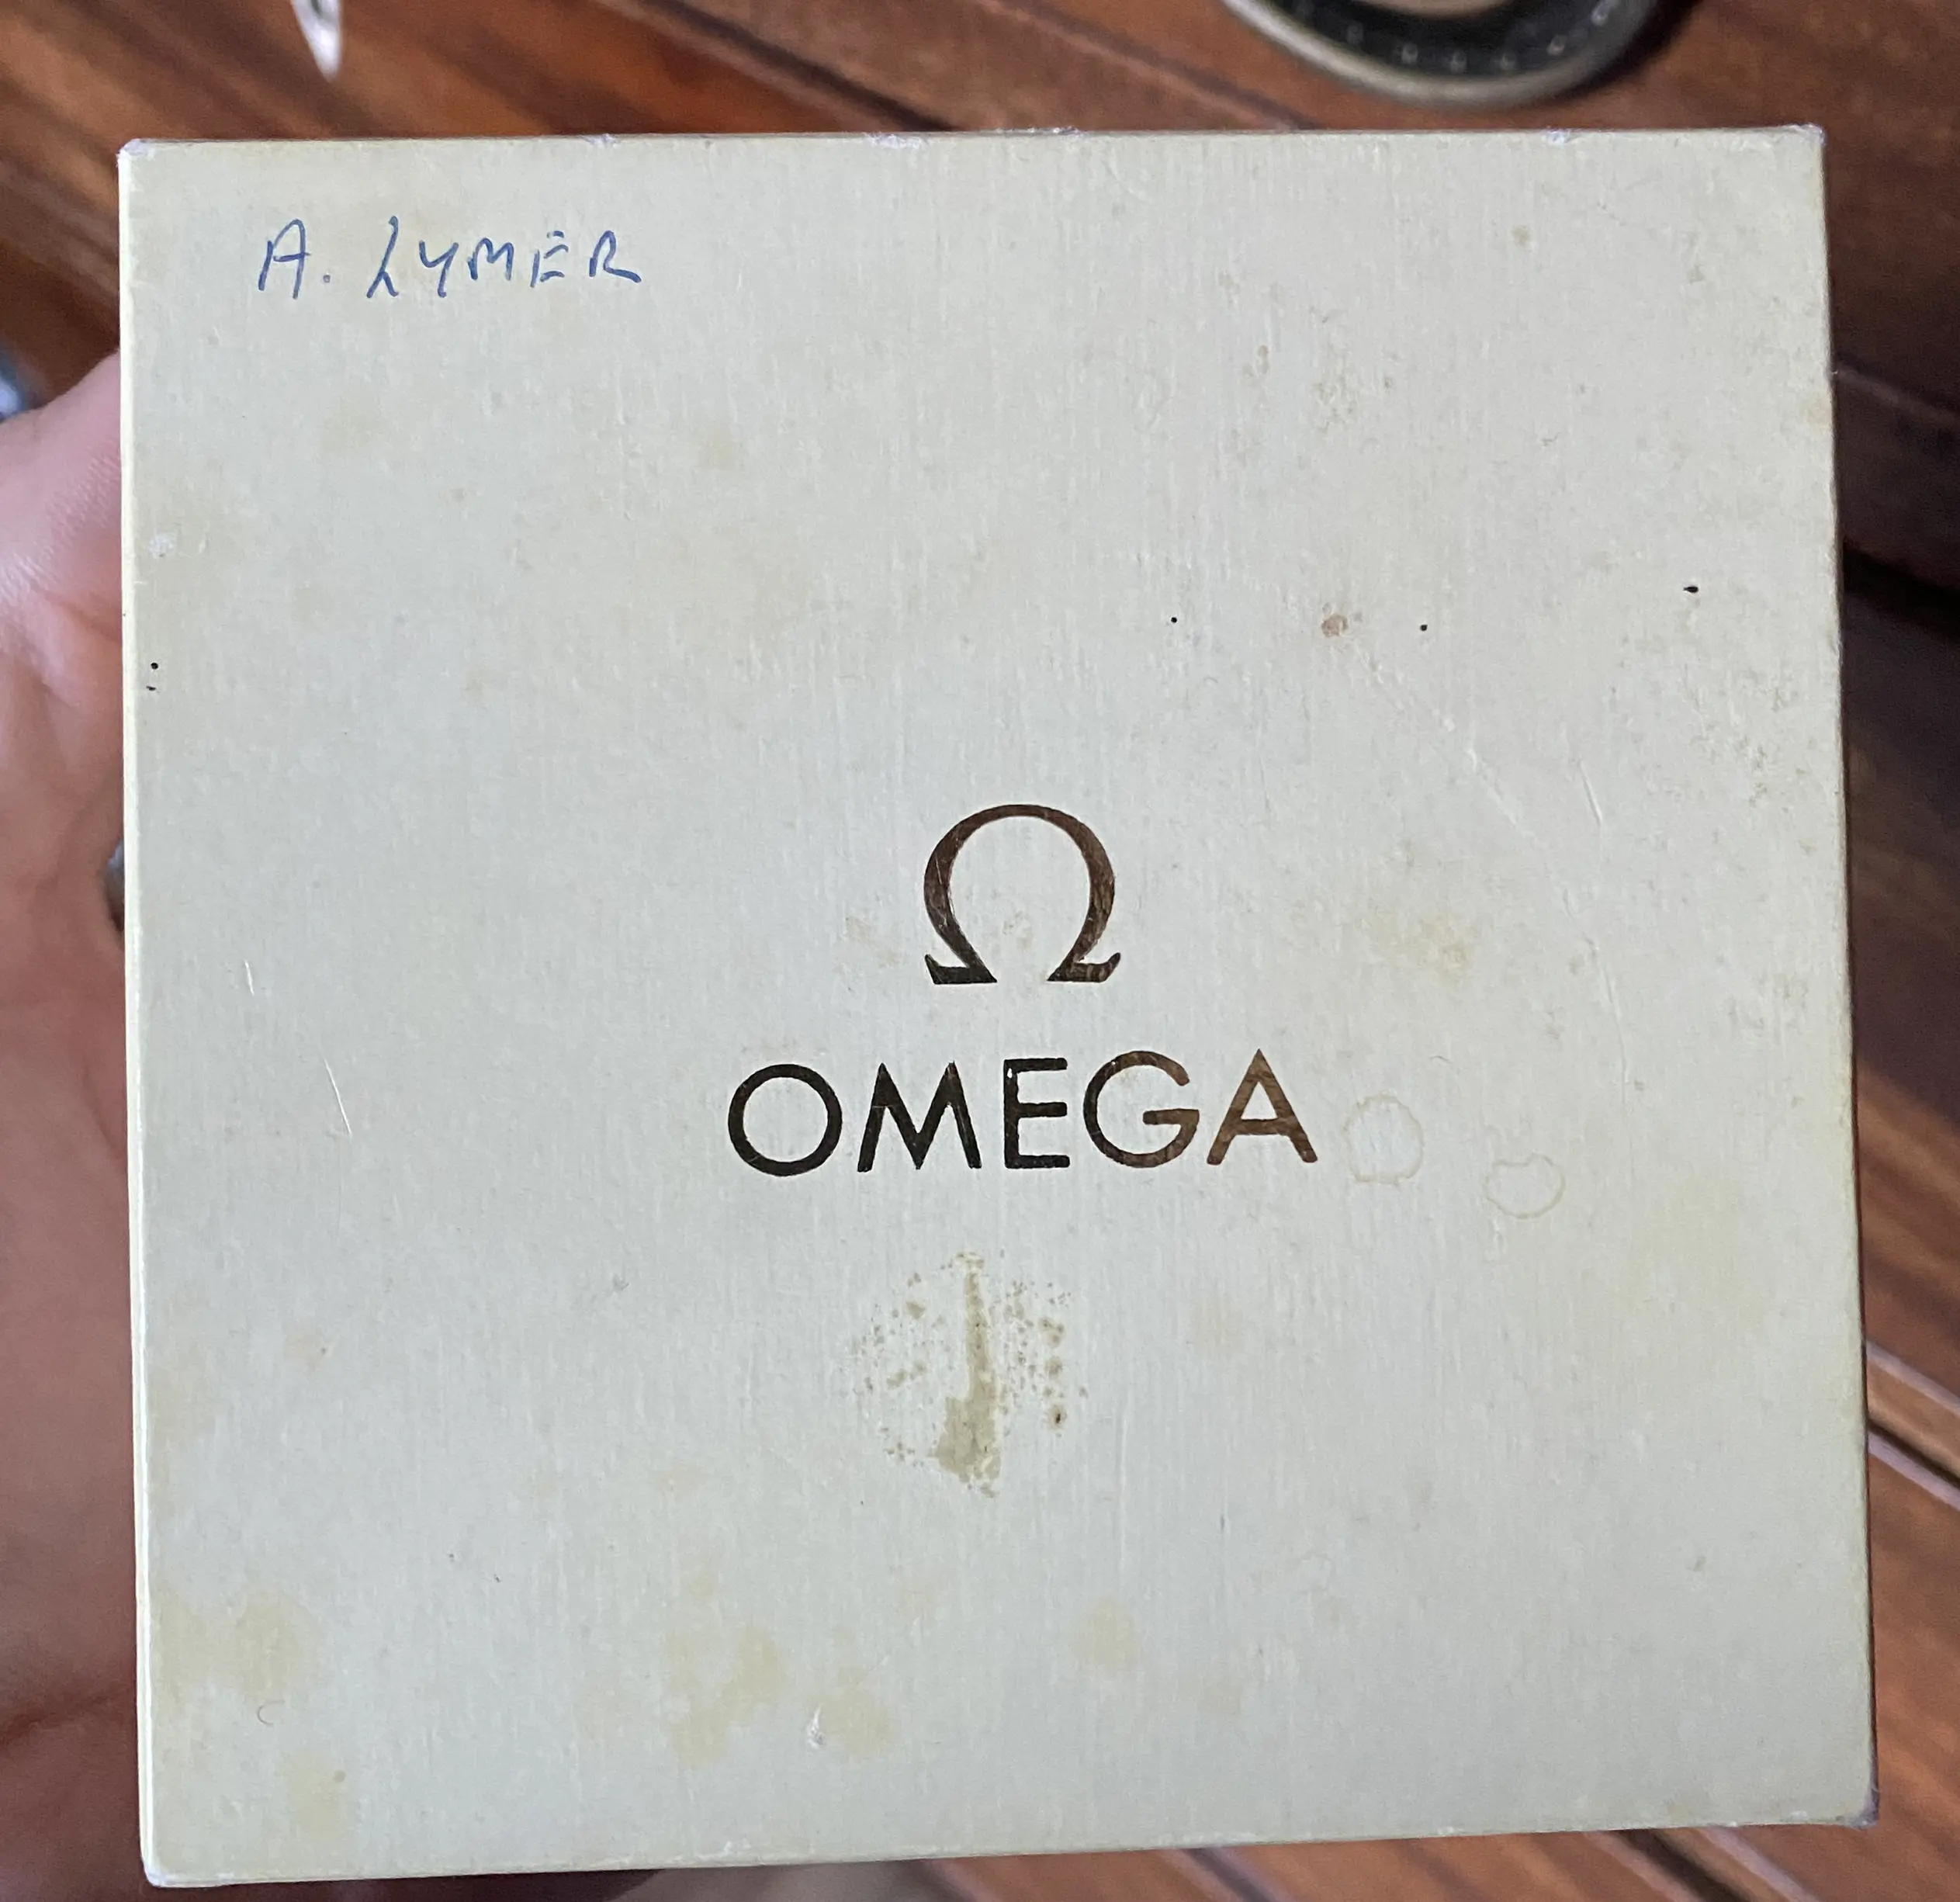 A. LYMER
Ω
OMEGA